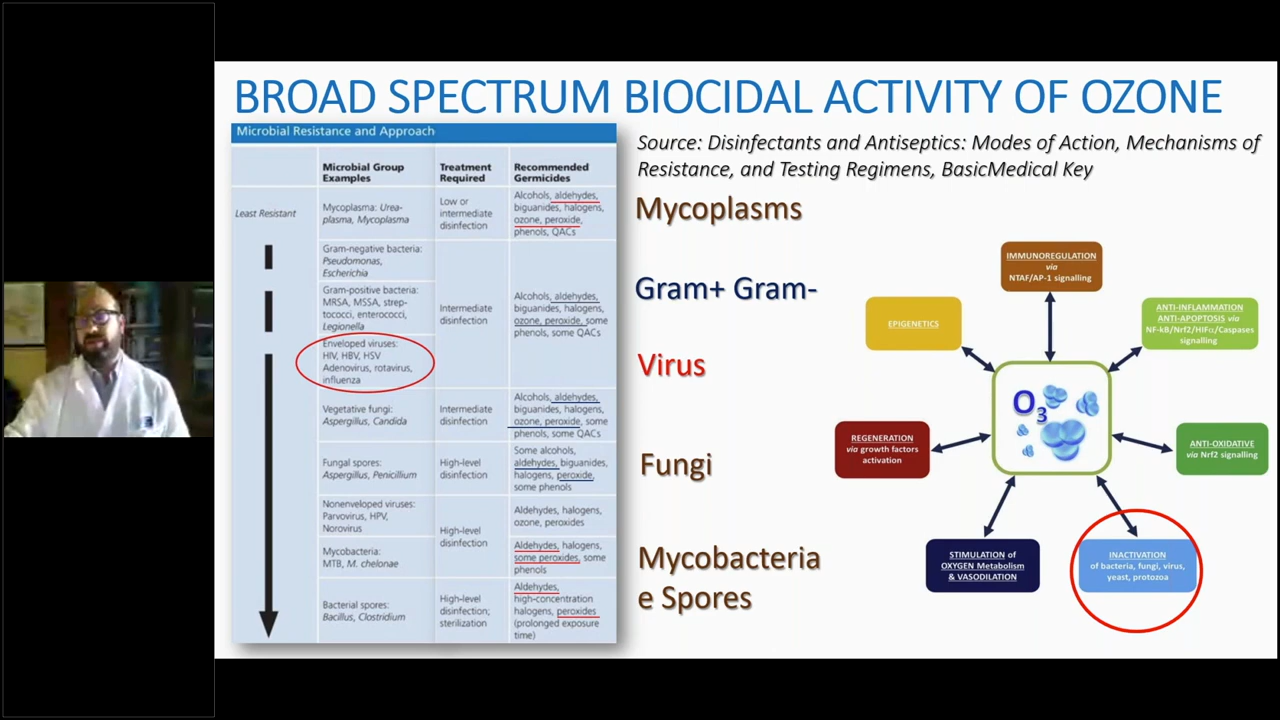 BROAD SPECTRUM BIOCIDAL ACTIVITY OF OZONE
Microbial Resistance and Approach
Microbial Group
Examples
Treatment
Required
Recommended
Germicides
Least Resistant
Mycoplasma: Urea-
plasma, Mycoplasma
Low or
intermediate
disinfection
Alcohols, aldehydes,
biguanides, halogens,
ozone, peroxide,
phenols, QACs
Gram-negative bacteria:
Pseudomonas,
Escherichia
Gram-positive bacteria:
MRSA, MSSA, strep-
tococci, enterococci,
Legionella
Enveloped viruses:
HIV, HBV, HSV
Adenovirus, rotavirus,
influenza
Intermediate
disinfection
Alcohols, aldehydes,
biguanides, halogens,
ozone, peroxide, some
phenols, some QACs
Vegetative fungi:
Aspergillus, Candida
Intermediate
disinfection
Alcohols, aldehydes,
biguanides, halogens,
ozone, peroxide, some
phenols, some QACs
Fungal spores:
Aspergillus, Penicillium
High-level
disinfection
Some alcohols,
aldehydes, biguanides,
halogens, peroxide,
some phenols
Nonenveloped viruses:
Parvovirus, HPV,
Norovirus
High-level
disinfection
Aldehydes, halogens,
ozone, peroxides
Mycobacteria:
MTB, M. chelonae
Aldehydes, halogens,
some peroxides, some
phenols
Bacterial spores:
Bacillus, Clostridium
High-level
disinfection;
sterilization
Aldehydes,
high-concentration
halogens, peroxides
(prolonged exposure
time)
Source: Disinfectants and Antiseptics: Modes of Action, Mechanisms of
Resistance, and Testing Regimens, BasicMedical Key
Mycoplasms
Gram+ Gram-
Virus
Fungi
Mycobacteria
e Spores
IMMUNOREGULATION
via
NTAF/AP-1 signalling
EPIGENETICS
ANTI-INFLAMMATION
ANTI-APOPTOSIS via
NF-kB/Nrf2/HIFα/Caspases
signalling
O3
REGENERATION
via growth factors
activation
ANTI-OXIDATIVE
via Nrf2 signalling
STIMULATION of
OXYGEN Metabolism
& VASODILATION
INACTIVATION
of bacteria, fungi, virus,
yeast, protozoa